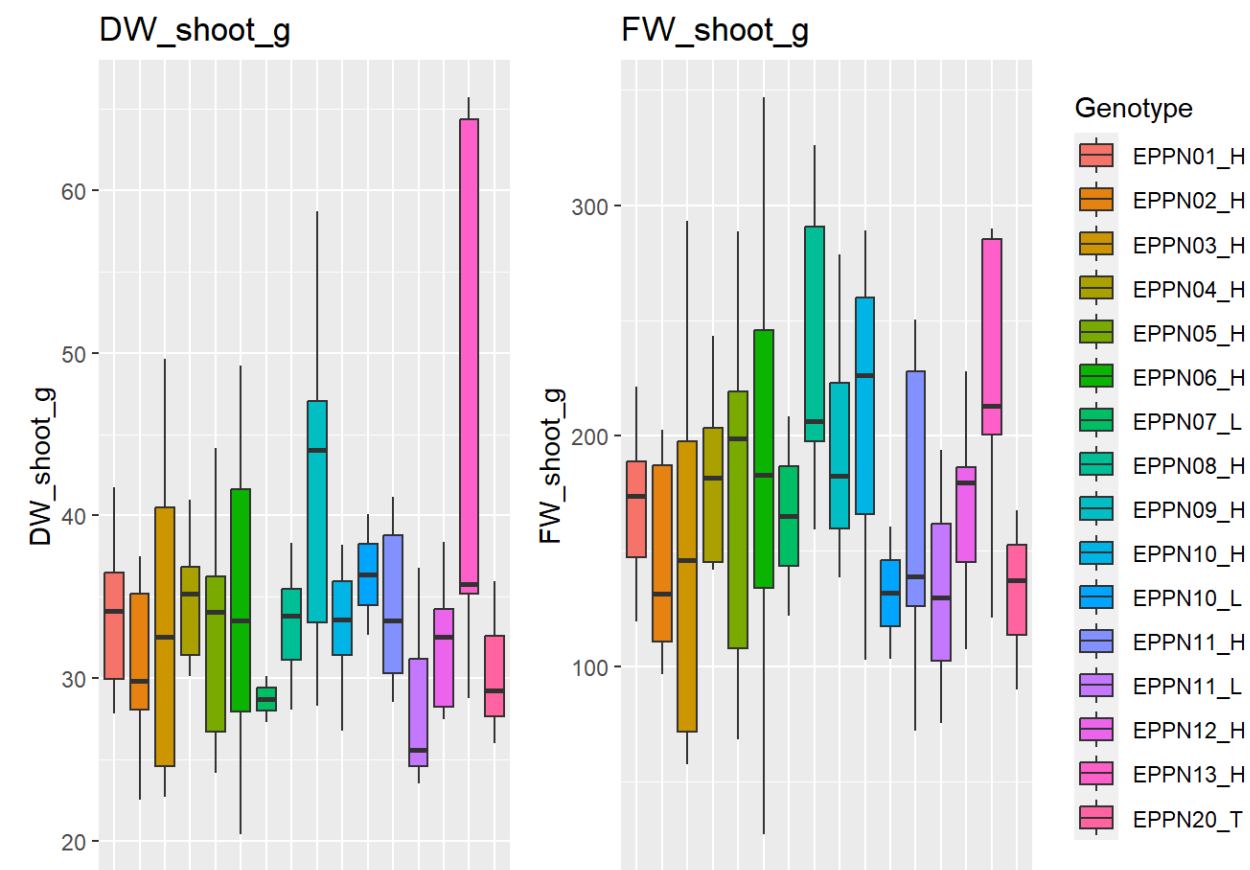 DW_shoot_g
FW_shoot_g
DW_shoot_g
60
50
40
30
20
FW_shoot_g
300
200
100
Genotype
EPPN01_H
EPPN02_H
EPPN03_H
EPPN04_H
EPPN05_H
EPPN06_H
EPPN07_L
EPPN08_H
EPPN09_H
EPPN10_H
EPPN10_L
EPPN11_H
EPPN11_L
EPPN12_H
EPPN13_H
EPPN20_T